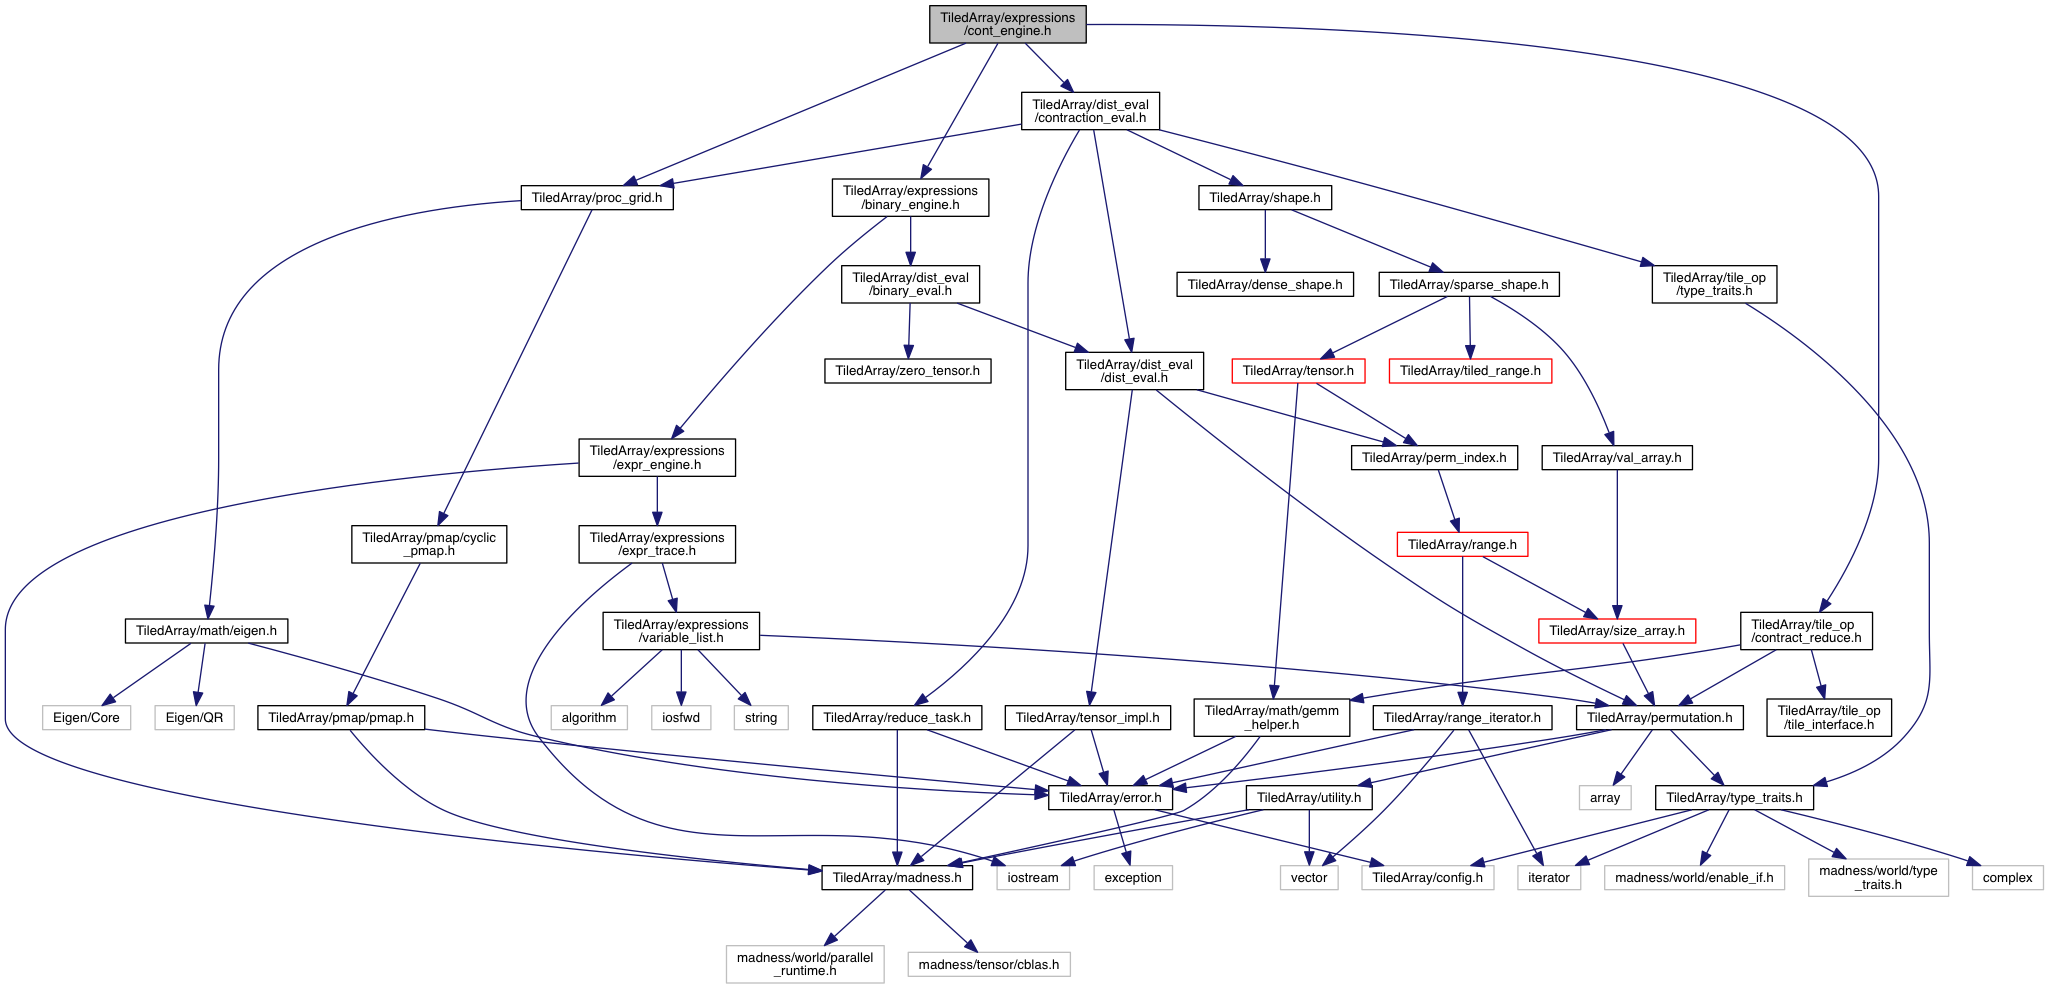 TiledArray/expressions
/cont_engine.h
TiledArray/dist_eval
/contraction_eval.h
TiledArray/proc_grid.h
TiledArray/expressions
/binary_engine.h
TiledArray/shape.h
TiledArray/dist_eval
/binary_eval.h
TiledArray/dense_shape.h
TiledArray/sparse_shape.h
TiledArray/tile_op
/type_traits.h
TiledArray/zero_tensor.h
TiledArray/dist_eval
/dist_eval.h
TiledArray/tensor.h
TiledArray/tiled_range.h
TiledArray/expressions
/expr_engine.h
TiledArray/perm_index.h
TiledArray/val_array.h
TiledArray/pmap/cyclic
_pmap.h
TiledArray/expressions
/expr_trace.h
TiledArray/range.h
TiledArray/math/eigen.h
TiledArray/expressions
/variable_list.h
TiledArray/size_array.h
TiledArray/tile_op
/contract_reduce.h
Eigen/Core
Eigen/QR
TiledArray/pmap/pmap.h
algorithm
iosfwd
string
TiledArray/reduce_task.h
TiledArray/tensor_impl.h
TiledArray/math/gemm
_helper.h
TiledArray/range_iterator.h
TiledArray/permutation.h
TiledArray/tile_op
/tile_interface.h
TiledArray/error.h
TiledArray/utility.h
array
TiledArray/type_traits.h
TiledArray/madness.h
iostream
exception
vector
TiledArray/config.h
iterator
madness/world/enable_if.h
madness/world/type
_traits.h
complex
madness/world/parallel
_runtime.h
madness/tensor/cblas.h